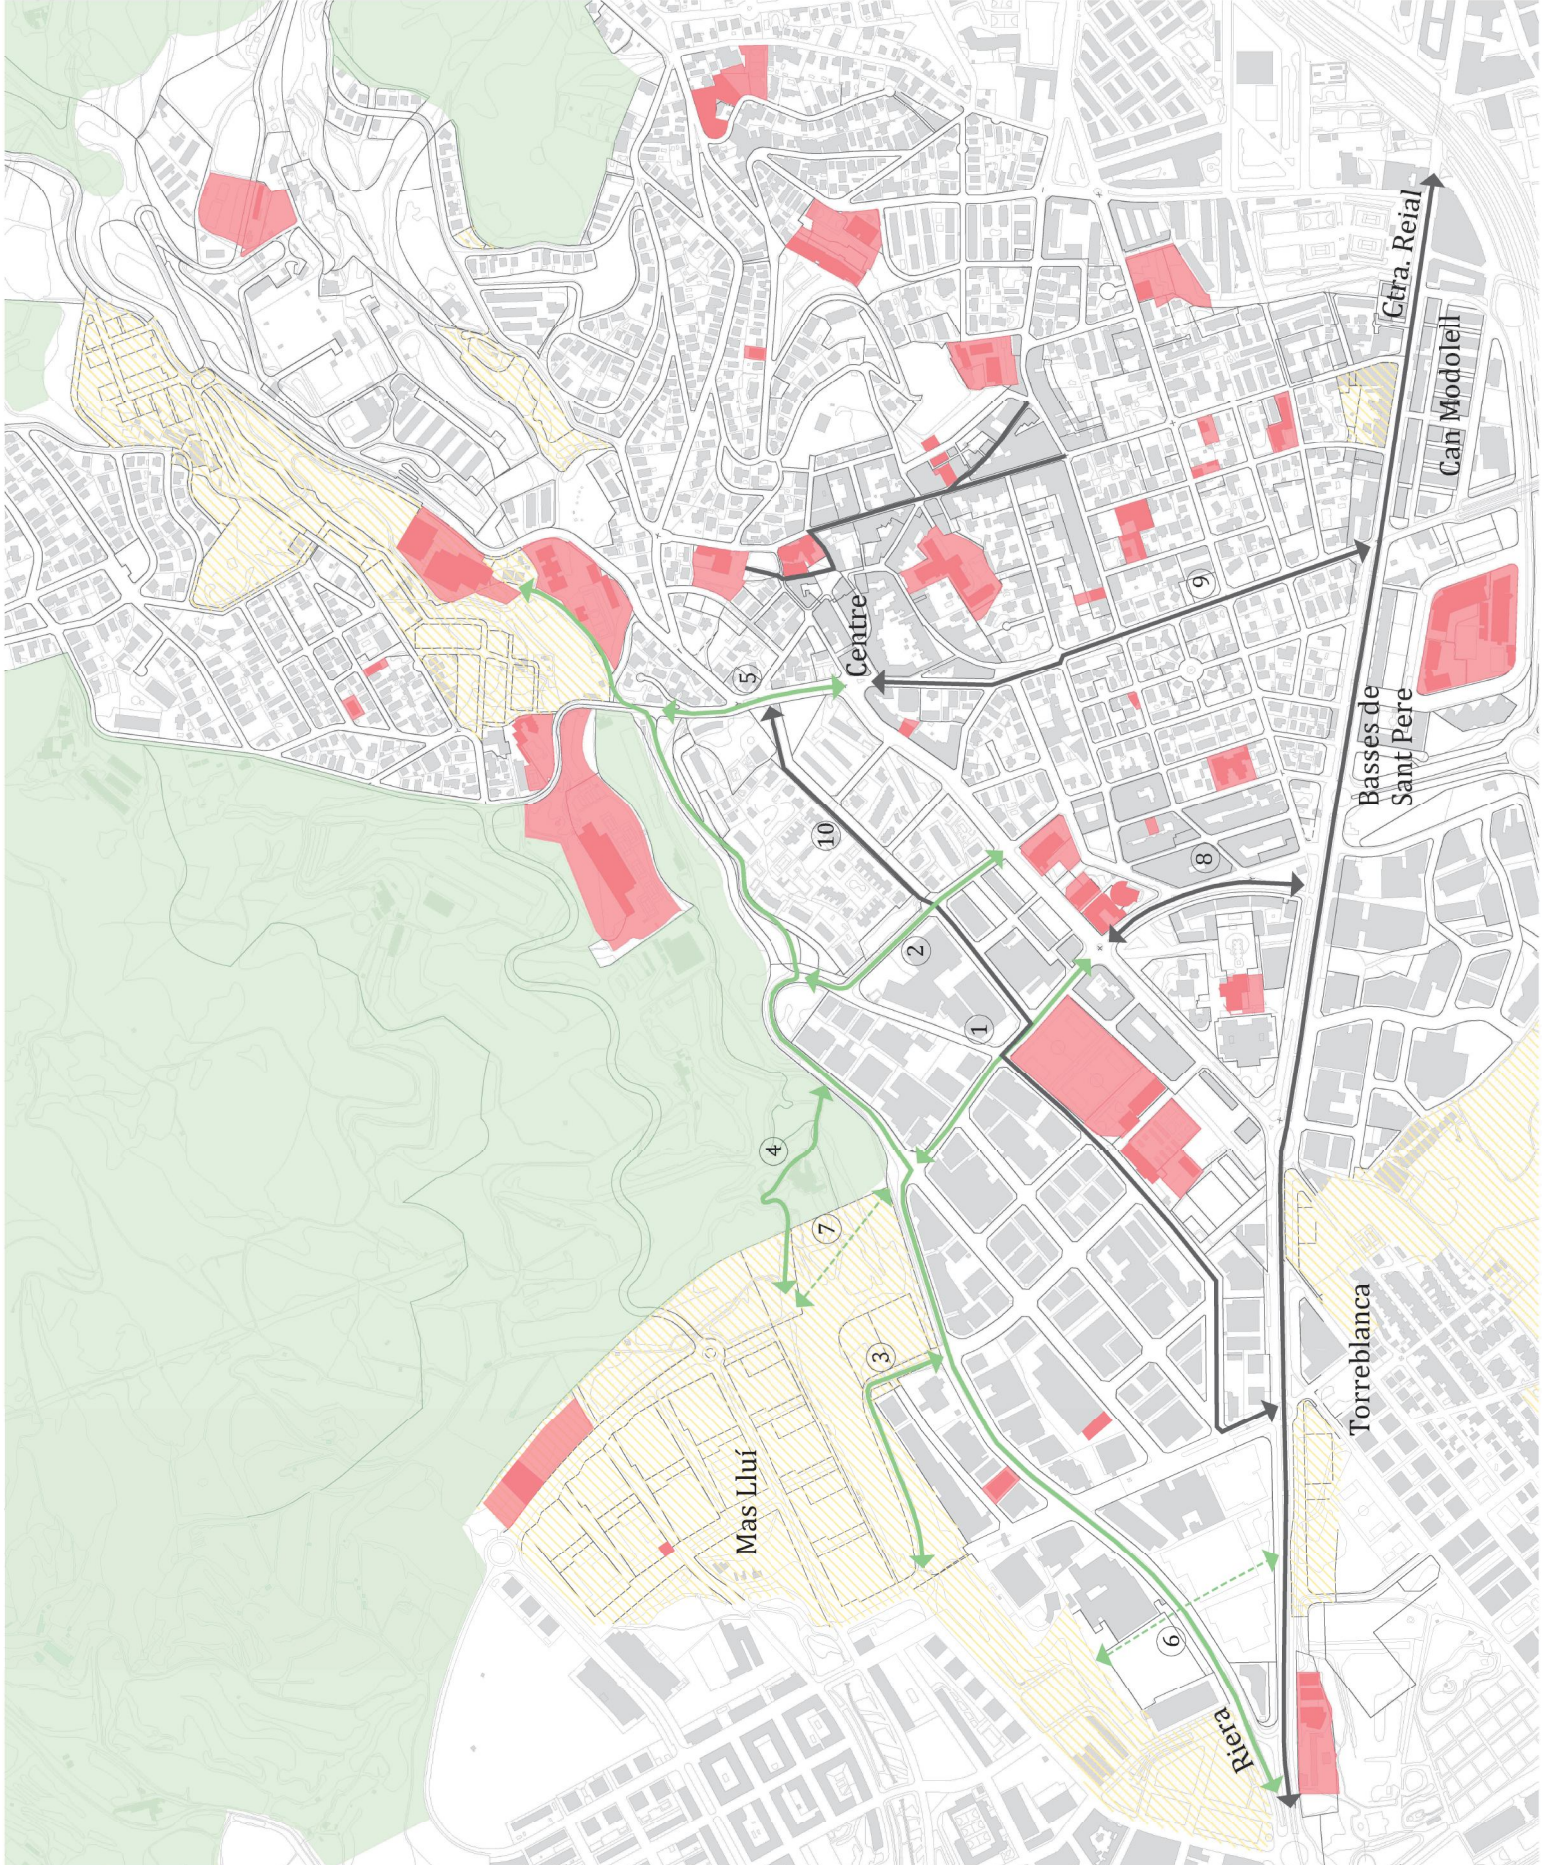 Mas Lluí
5
4
10
7
Centre
3
2
1
6
9
8
Riera
Torreblanca
Basses de
Sant Pere
Ctra. Reial
Can Modolell